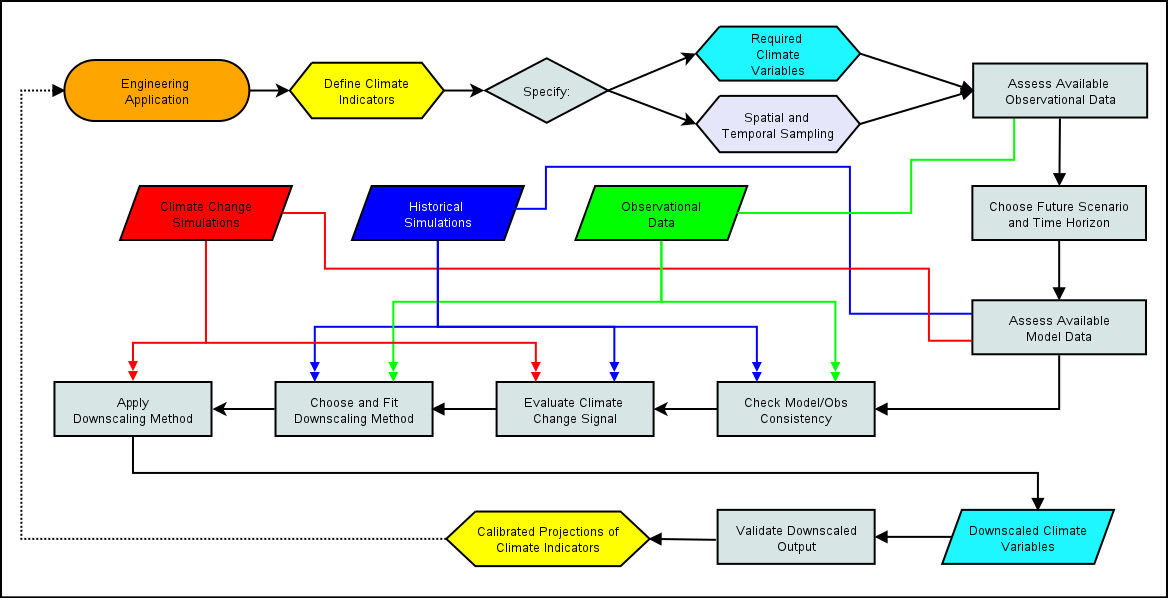 Engineering
Application
Define Climate
Indicators
Specify:
Required
Climate
Variables
Spatial and
Temporal Sampling
Assess Available
Observational Data
Climate Change
Simulations
Historical
Simulations
Observational
Data
Choose Future Scenario
and Time Horizon
Assess Available
Model Data
Apply
Downscaling Method
Choose and Fit
Downscaling Method
Evaluate Climate
Change Signal
Check Model/Obs
Consistency
Calibrated Projections of
Climate Indicators
Validate Downscaled
Output
Downscaled Climate
Variables